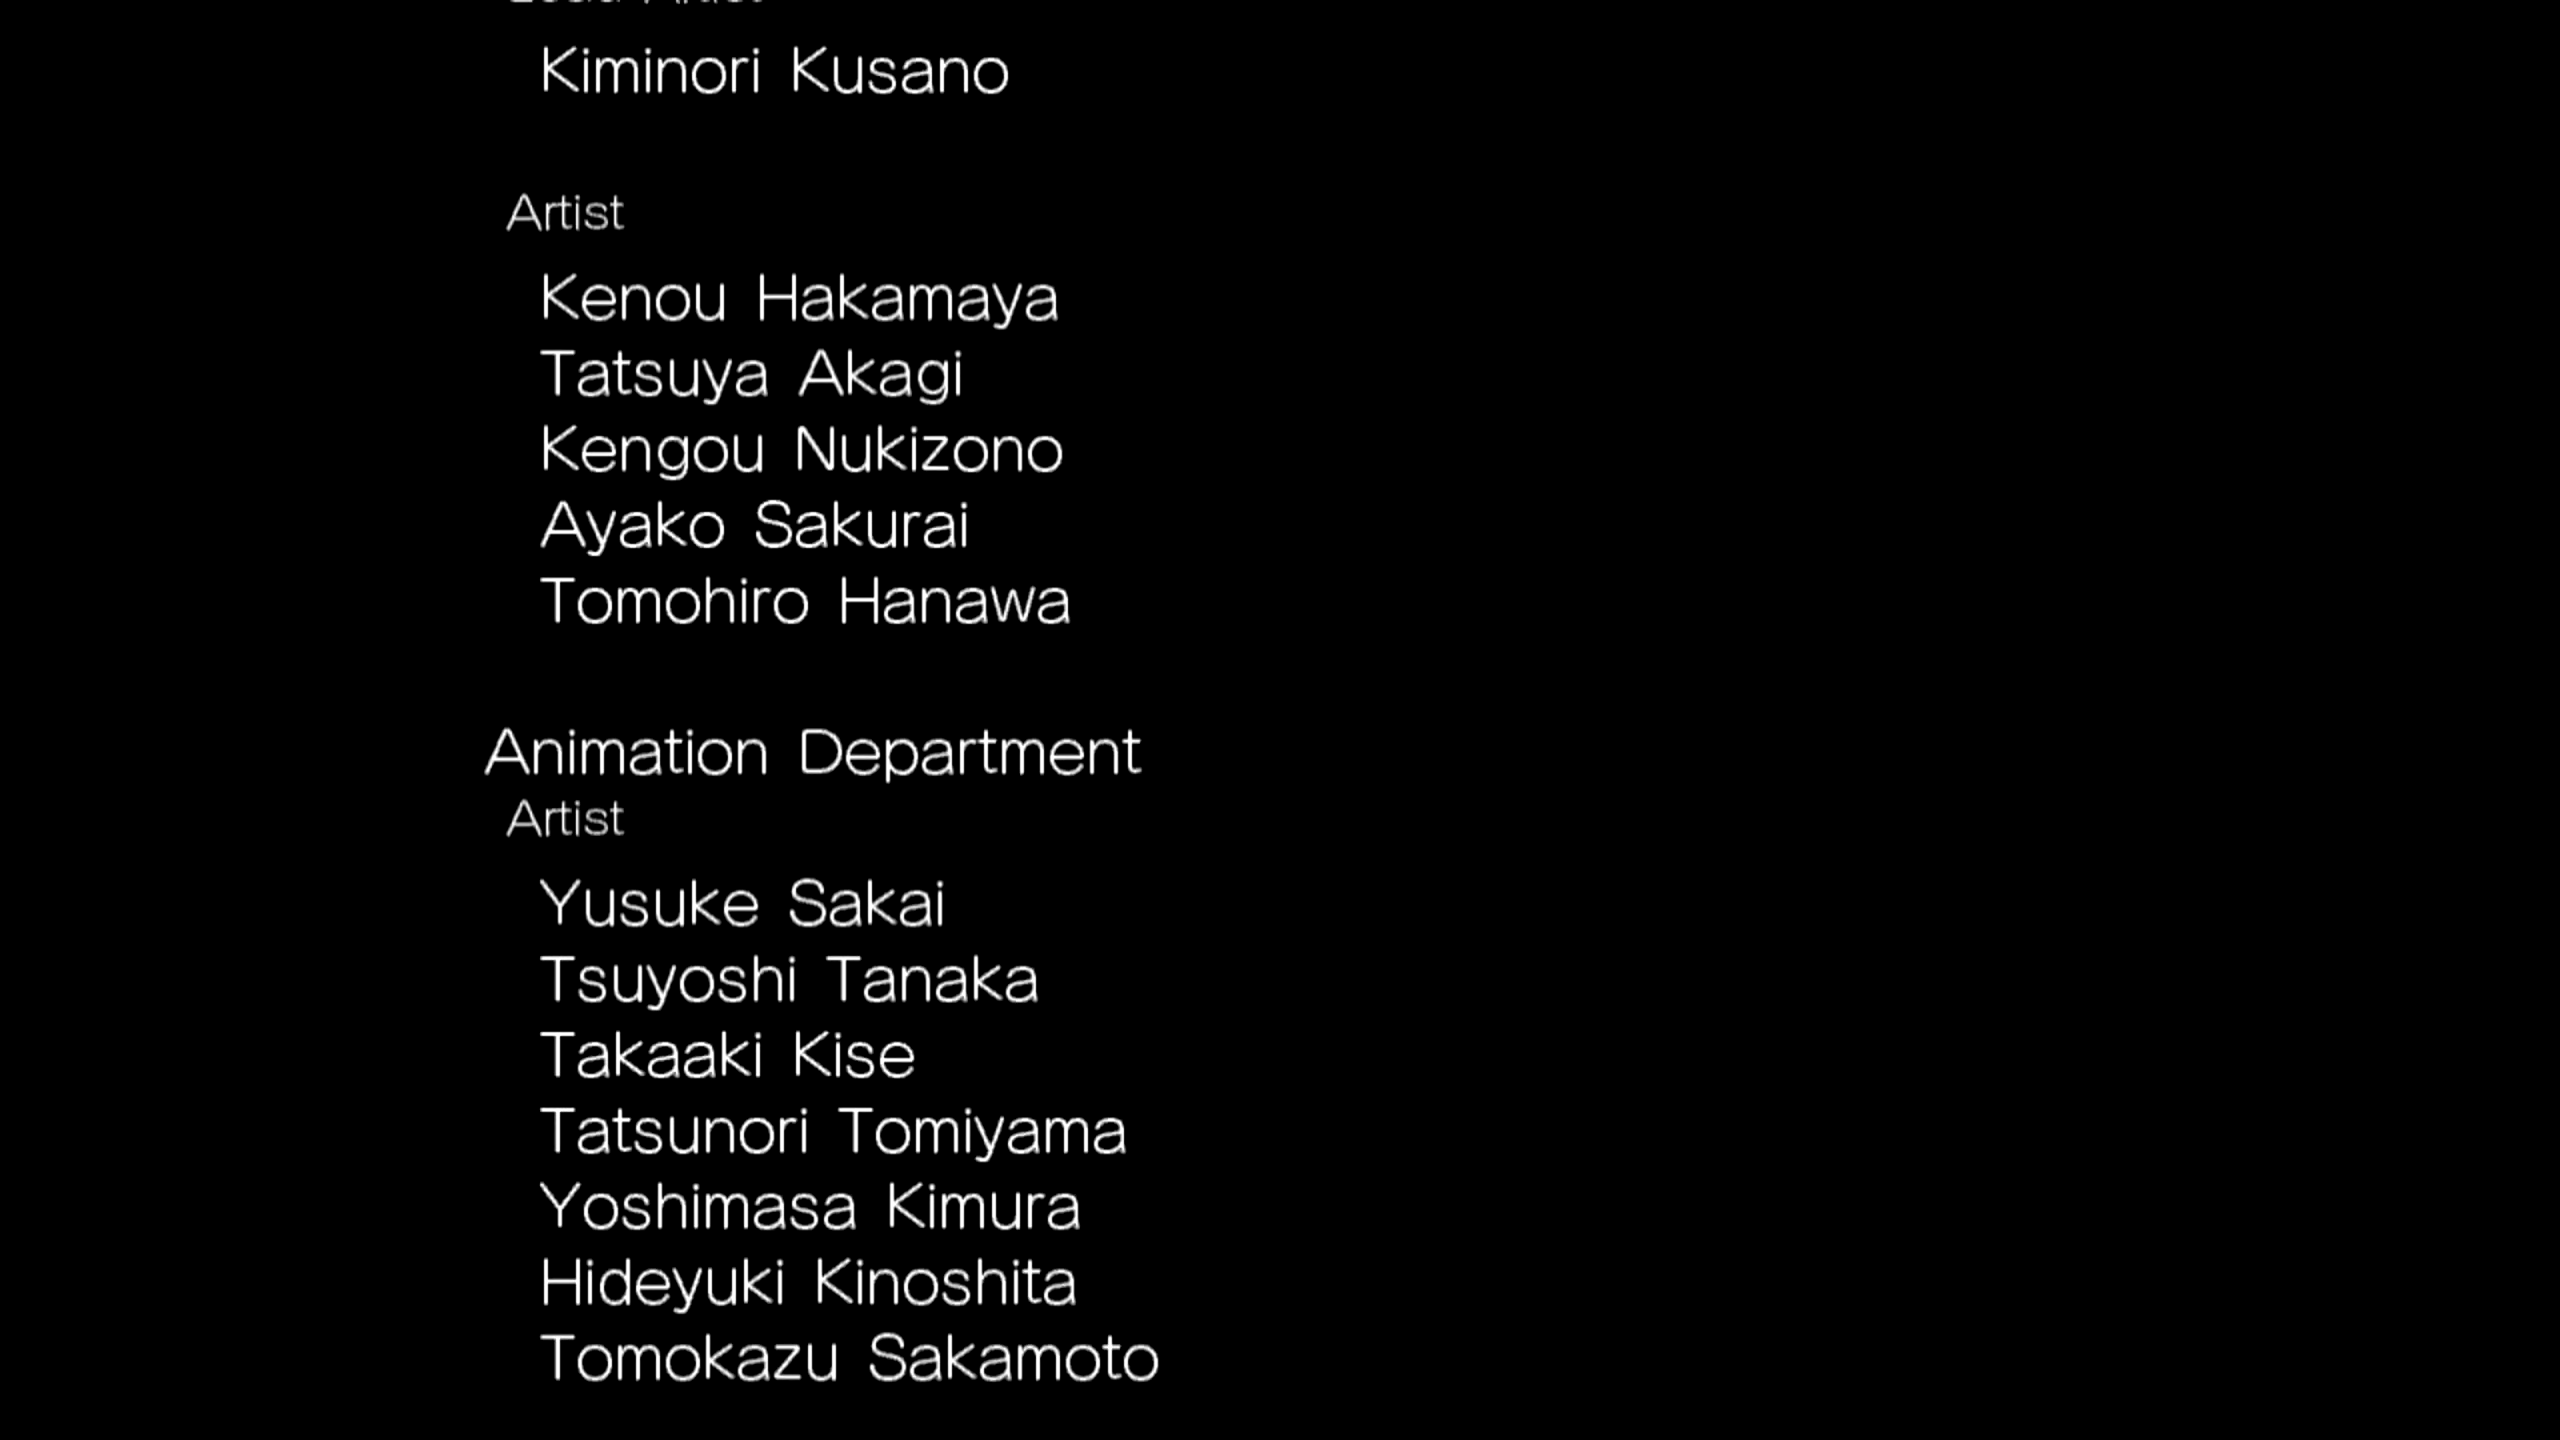 Kiminori Kusano
Artist
Kenou Hakamaya
Tatsuya Akagi
Kengou Nukizono
Ayako Sakurai
Tomohiro Hanawa
Animation Department
Artist
Yusuke Sakai
Tsuyoshi Tanaka
Takaaki Kise
Tatsunori Tomiyama
Yoshimasa Kimura
Hideyuki Kinoshita
Tomokazu Sakamoto